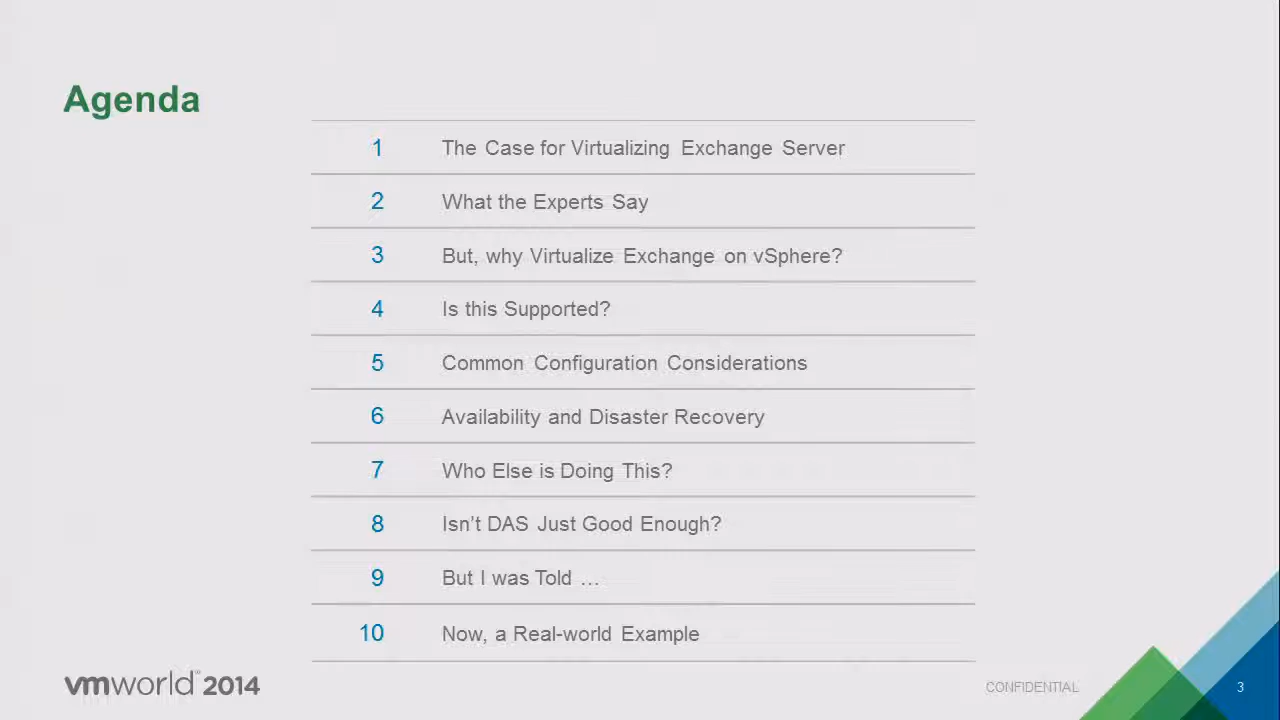 Agenda
1 The Case for Virtualizing Exchange Server
2 What the Experts Say
3 But, why Virtualize Exchange on vSphere?
4 Is this Supported?
5 Common Configuration Considerations
6 Availability and Disaster Recovery
7 Who Else is Doing This?
8 Isn't DAS Just Good Enough?
9 But I was Told …
10 Now, a Real-world Example
vmworld™ 2014
CONFIDENTIAL
3